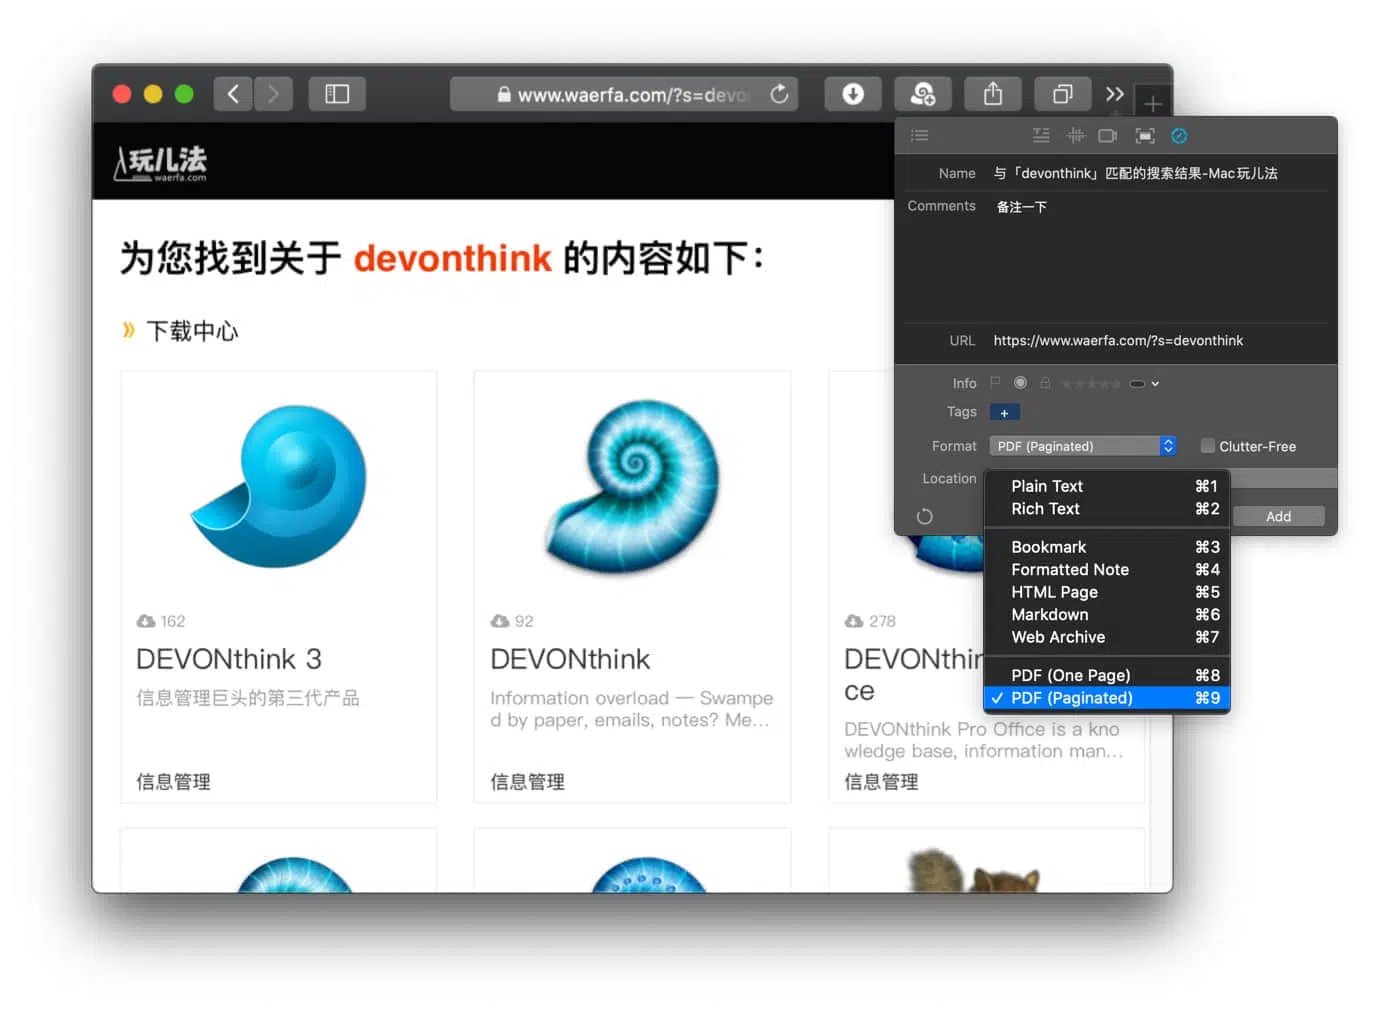 www.waerfa.com/?s=devo
玩儿法
waerfa.com
为您找到关于 devonthink 的内容如下：
» 下载中心
162
DEVONthink 3
信息管理巨头的第三代产品
信息管理
92
DEVONthink
Information overload — Swampe
d by paper, emails, notes? Me...
信息管理
278
DEVONthin
ce
DEVONthink Pro Office is a kno
wledge base, information man...
信息管理
Name 与「devonthink」匹配的搜索结果-Mac玩儿法
Comments 备注一下
URL https://www.waerfa.com/?s=devonthink
Info
Tags +
Format PDF (Paginated) Clutter-Free
Location
Add
Plain Text ⌘1
Rich Text ⌘2
Bookmark ⌘3
Formatted Note ⌘4
HTML Page ⌘5
Markdown ⌘6
Web Archive ⌘7
PDF (One Page) ⌘8
✓ PDF (Paginated) ⌘9